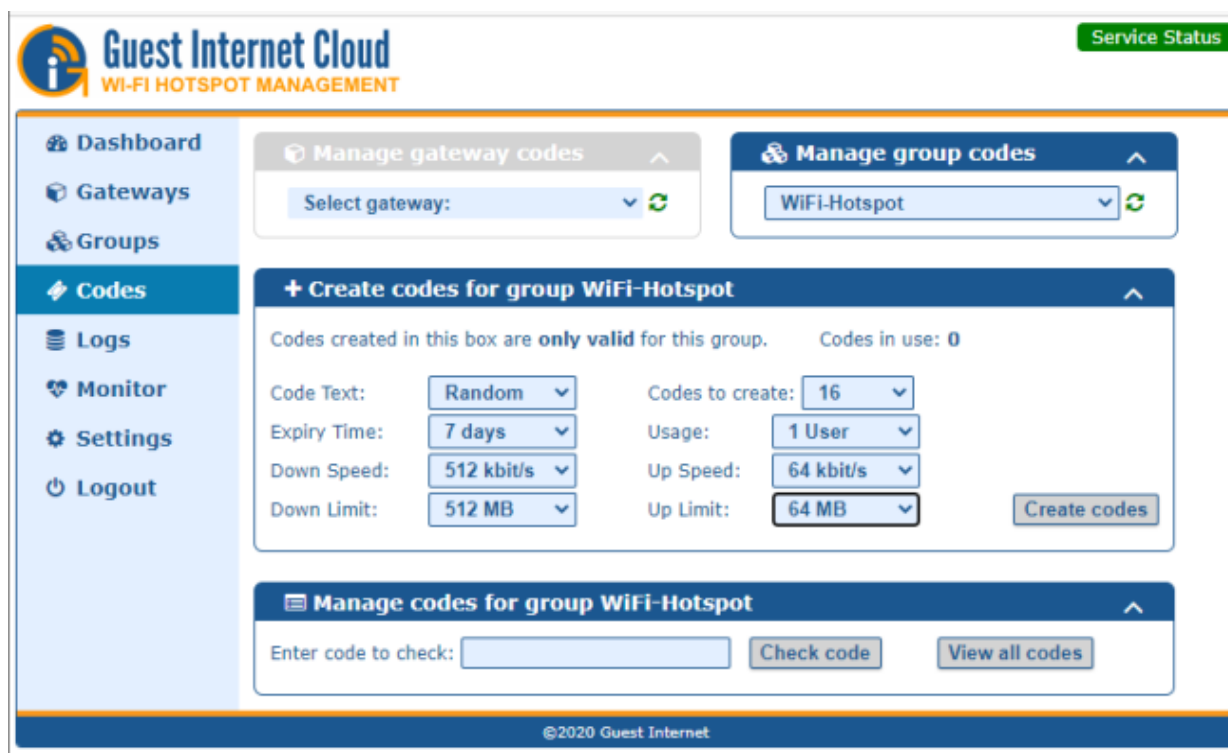 Guest Internet Cloud
WI-FI HOTSPOT MANAGEMENT
Service Status
Dashboard
Gateways
Groups
Codes
Logs
Monitor
Settings
Logout
Manage gateway codes
Select gateway:
Manage group codes
WiFi-Hotspot
+ Create codes for group WiFi-Hotspot
Codes created in this box are only valid for this group. Codes in use: 0
Code Text: Random Codes to create: 16
Expiry Time: 7 days Usage: 1 User
Down Speed: 512 kbit/s Up Speed: 64 kbit/s
Down Limit: 512 MB Up Limit: 64 MB Create codes
Manage codes for group WiFi-Hotspot
Enter code to check: Check code View all codes
©2020 Guest Internet